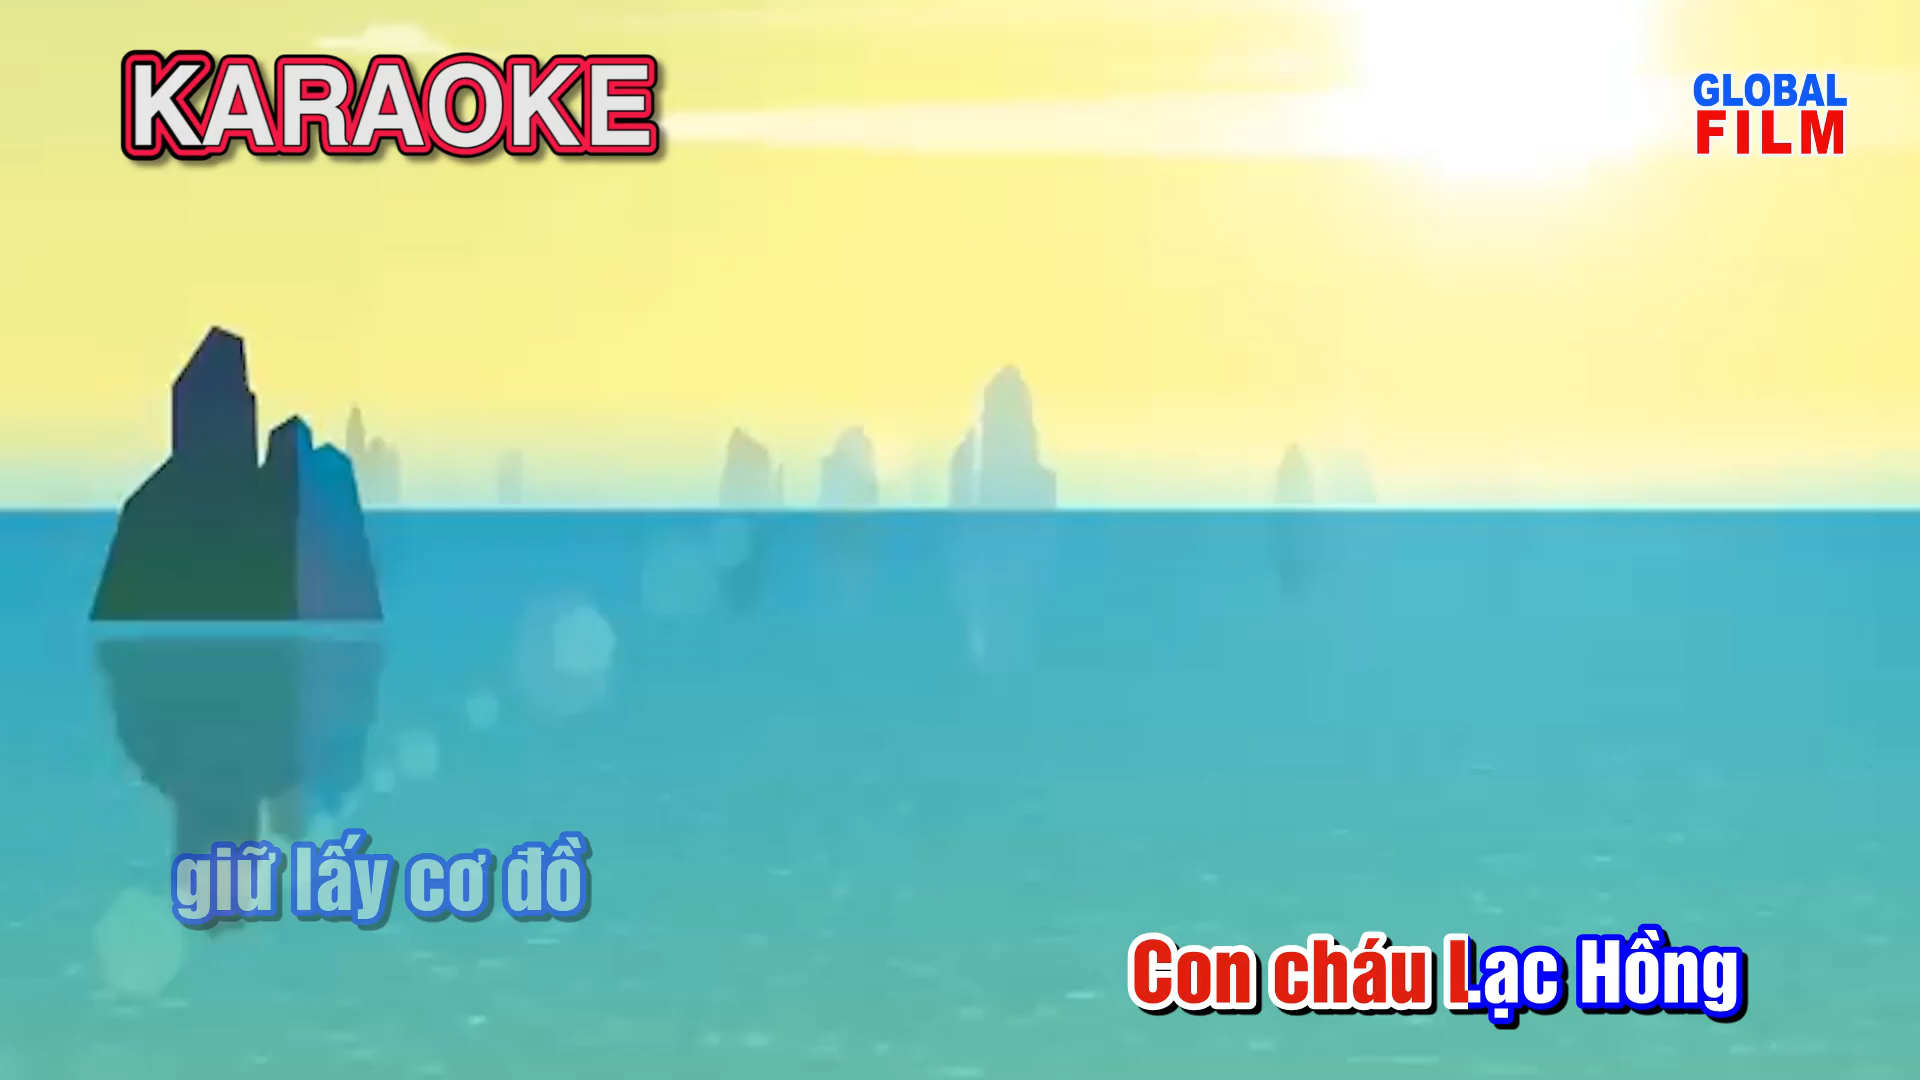 KARAOKE
GLOBAL
FILM
giữ lấy cơ đồ
Con cháu Lạc Hồng